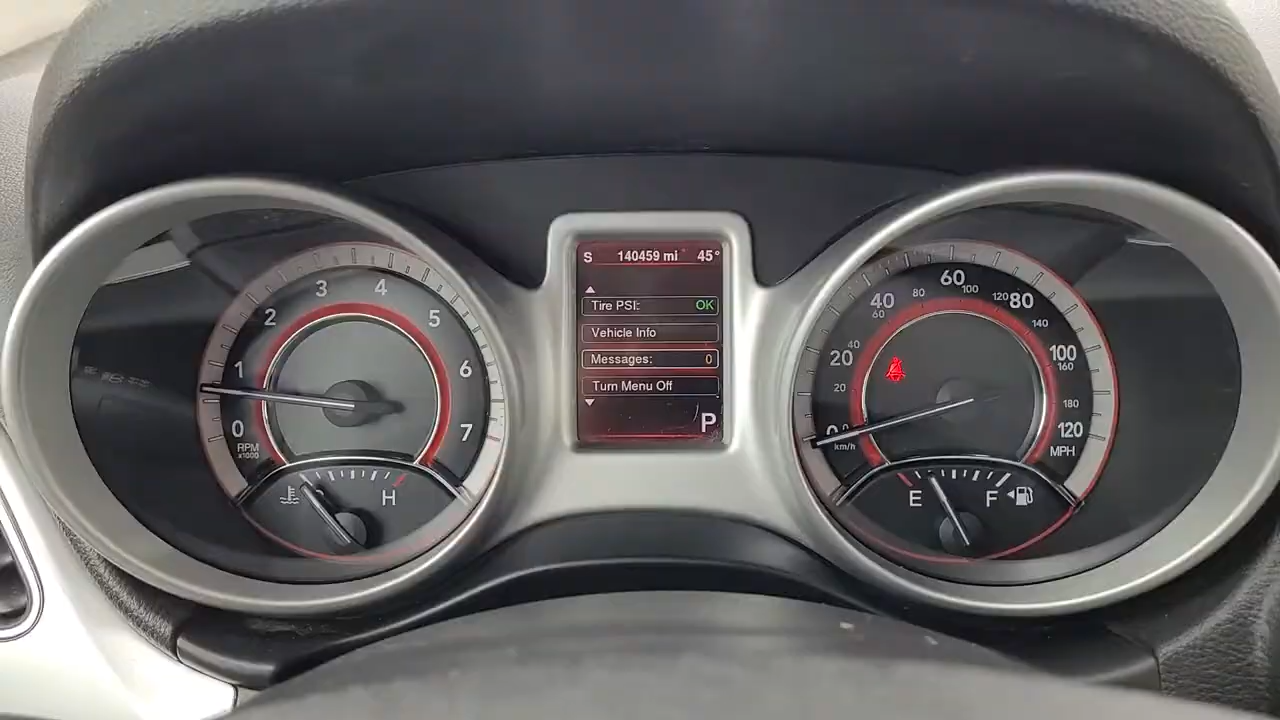 S 140459 mi 45°
Tire PSI: OK
Vehicle Info
Messages: 0
Turn Menu Off
P
0 1 2 3 4 5 6 7
RPM
x1000
H
0 20 40 60 80 100 120
MPH
0 20 40 60 80 100 120 140 160 180
km/h
E F